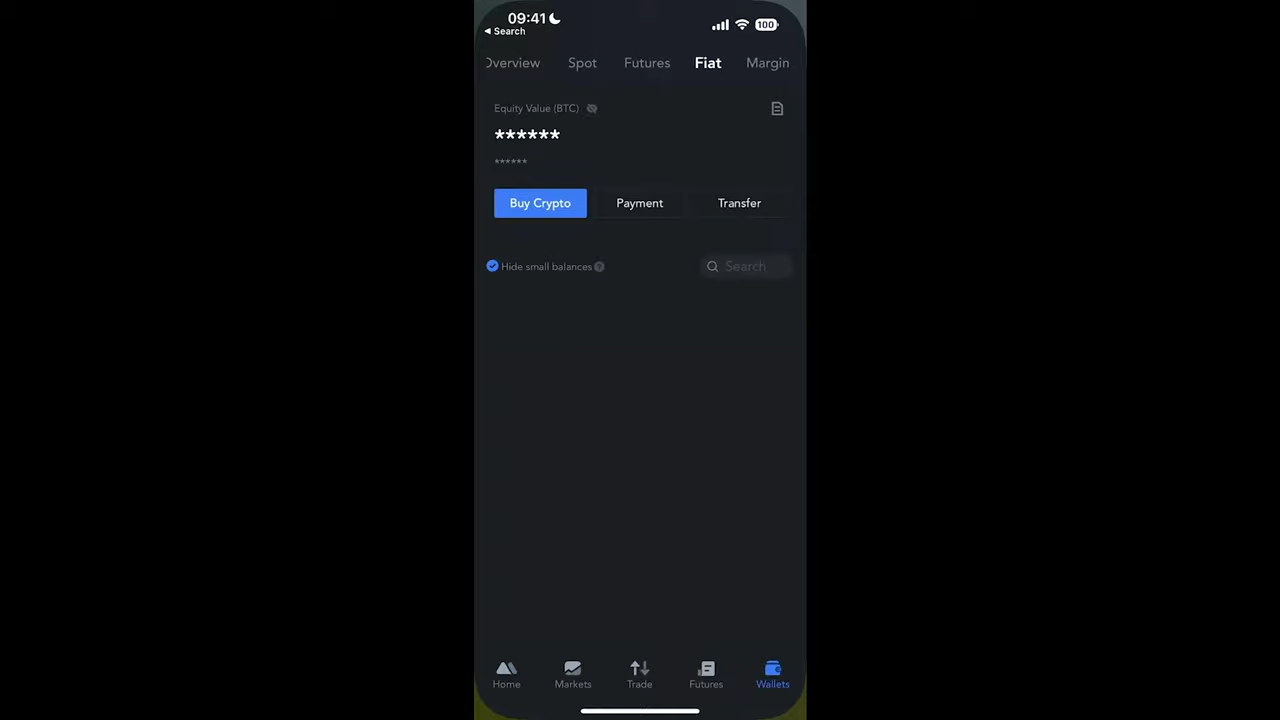 09:41
◀ Search
100
Overview Spot Futures Fiat Margin
Equity Value (BTC)
******
******
Buy Crypto Payment Transfer
Hide small balances ?
Search
Home Markets Trade Futures Wallets